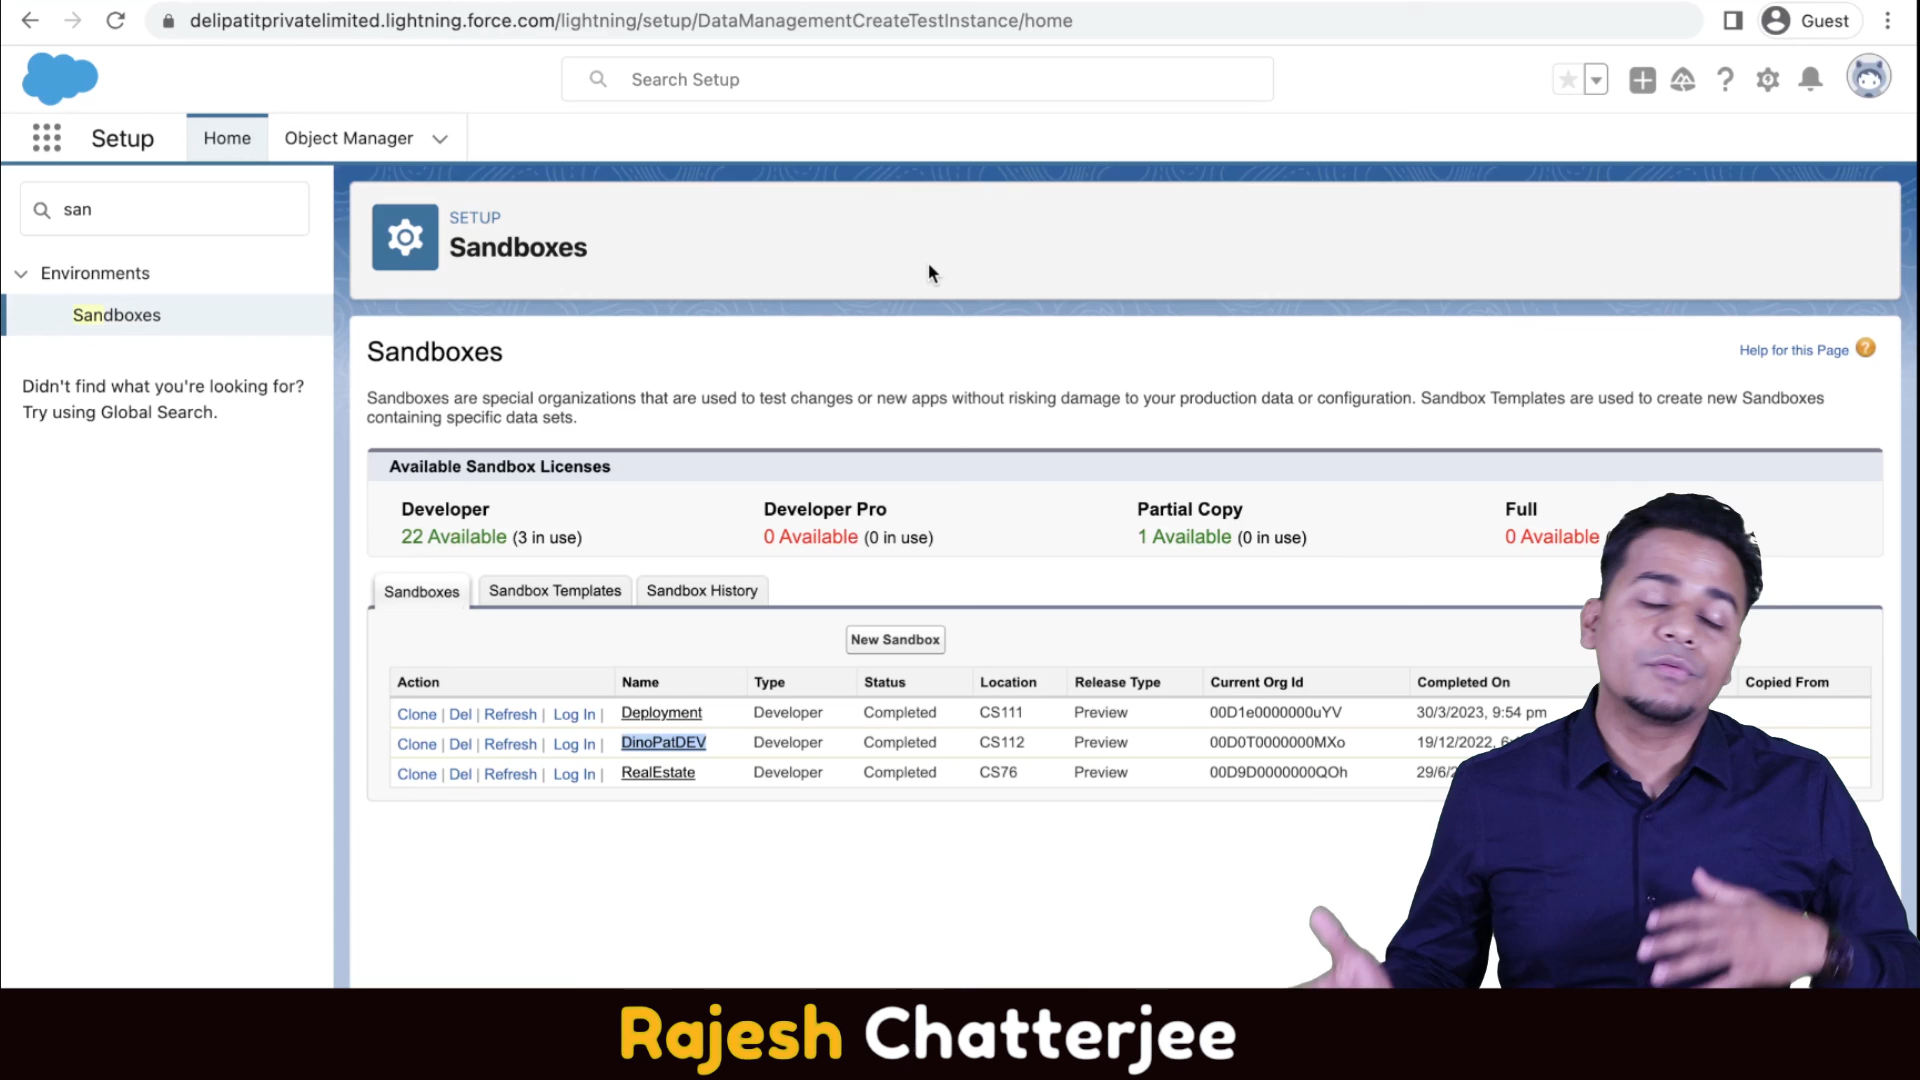 delipatitprivatelimited.lightning.force.com/lightning/setup/DataManagementCreateTestInstance/home
Guest
Search Setup
Setup
Home
Object Manager
san
Environments
Sandboxes
Didn't find what you're looking for?
Try using Global Search.
SETUP
Sandboxes
Sandboxes
Help for this Page
Sandboxes are special organizations that are used to test changes or new apps without risking damage to your production data or configuration. Sandbox Templates are used to create new Sandboxes
containing specific data sets.
Available Sandbox Licenses
Developer Developer Pro Partial Copy Full
22 Available (3 in use) 0 Available (0 in use) 1 Available (0 in use) 0 Available
Sandboxes Sandbox Templates Sandbox History
New Sandbox
Action Name Type Status Location Release Type Current Org Id Completed On Copied From
Clone | Del | Refresh | Log In | Deployment Developer Completed CS111 Preview 00D1e0000000uYV 30/3/2023, 9:54 pm
Clone | Del | Refresh | Log In | DinoPatDEV Developer Completed CS112 Preview 00D0T0000000MXo 19/12/2022,
Clone | Del | Refresh | Log In | RealEstate Developer Completed CS76 Preview 00D9D0000000QOh 29/6/
Rajesh Chatterjee